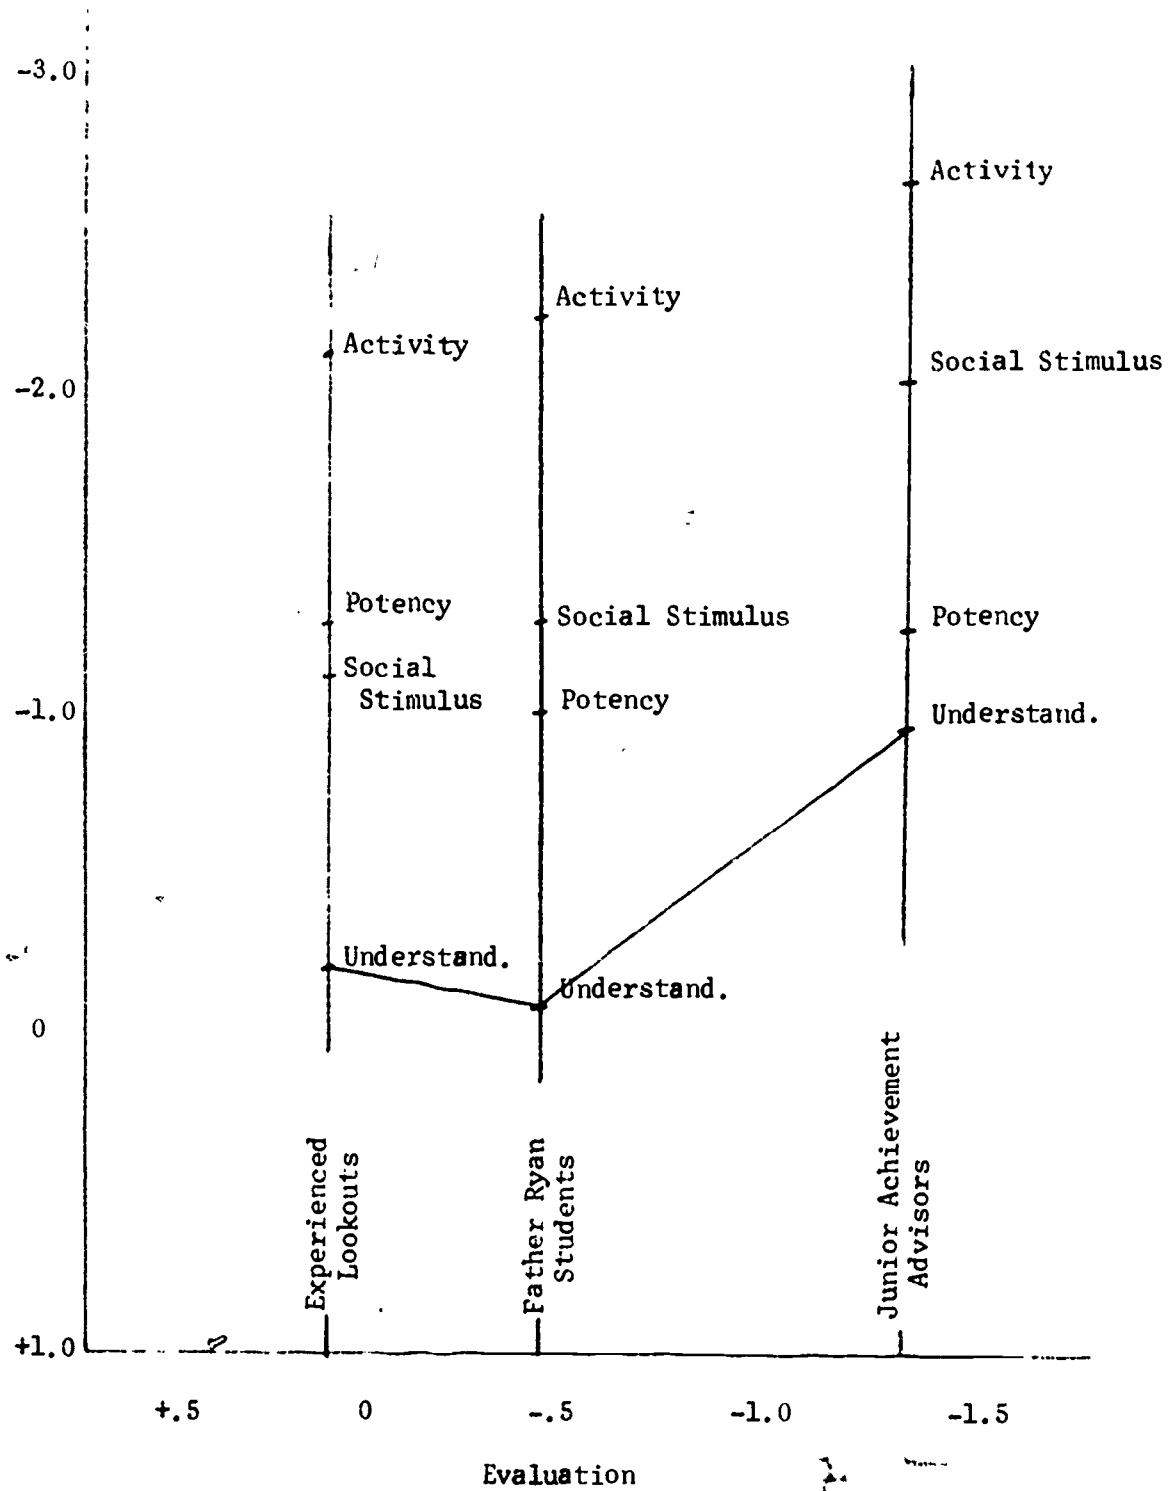 -3.0
Activity
Activity
Activity
Social Stimulus
-2.0
Potency
Social Stimulus
Potency
Social
Stimulus
Potency
-1.0
Understand.
Understand.
Understand.
0
Experienced
Lookouts
Father Ryan
Students
Junior Achievement
Advisors
+1.0
+.5 0 -.5 -1.0 -1.5
Evaluation